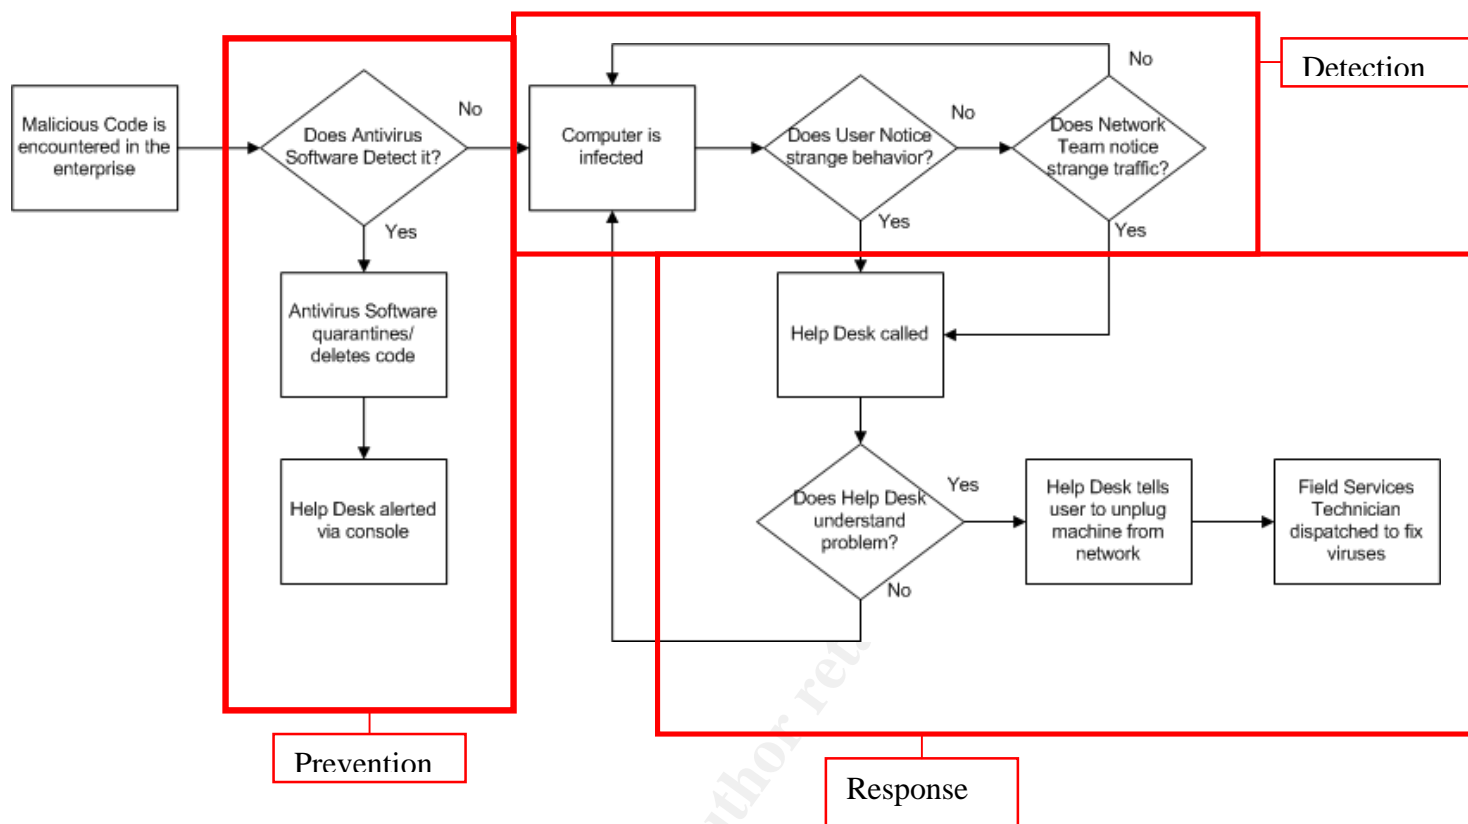 Malicious Code is
encountered in the
enterprise
Does Antivirus
Software Detect it?
No
Yes
Antivirus Software
quarantines/
deletes code
Help Desk alerted
via console
Prevention
Computer is
infected
Does User Notice
strange behavior?
No
Yes
Does Network
Team notice
strange traffic?
No
Yes
Detection
Help Desk called
Does Help Desk
understand
problem?
Yes
No
Help Desk tells
user to unplug
machine from
network
Field Services
Technician
dispatched to fix
viruses
Response